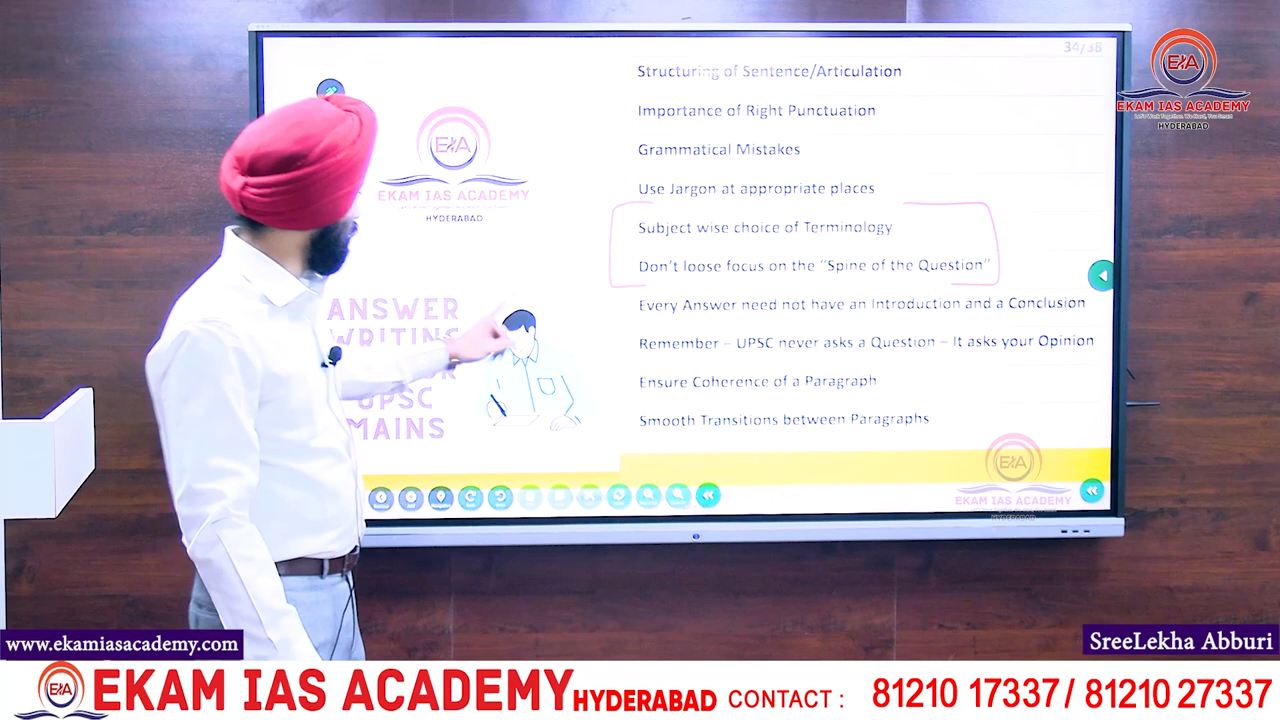 34/38
Structuring of Sentence/Articulation
Importance of Right Punctuation
Grammatical Mistakes
Use Jargon at appropriate places
Subject wise choice of Terminology
Don't loose focus on the "Spine of the Question"
Every Answer need not have an Introduction and a Conclusion
Remember – UPSC never asks a Question – It asks your Opinion
Ensure Coherence of a Paragraph
Smooth Transitions between Paragraphs
EIA
EKAM IAS ACADEMY
HYDERABAD
ANSWER
WRITING
UPSC
MAINS
EIA
EKAM IAS ACADEMY
EIA
EKAM IAS ACADEMY
HYDERABAD
www.ekamiasacademy.com
SreeLekha Abburi
EIA
EKAM IAS ACADEMY HYDERABAD CONTACT : 81210 17337 / 81210 27337